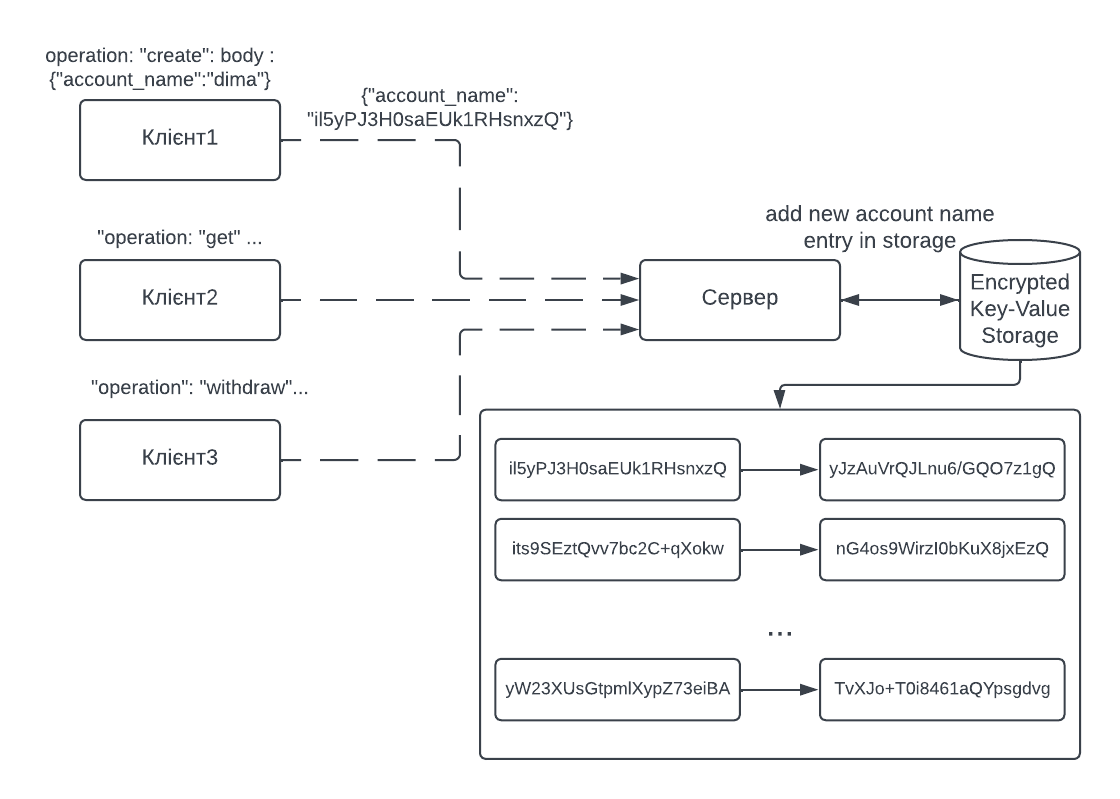 operation: "create": body :
{"account_name":"dima"}
{"account_name":
"il5yPJ3H0saEUk1RHsnxzQ"}
Клієнт1
"operation: "get" ...
Клієнт2
"operation": "withdraw"...
Клієнт3
add new account name
entry in storage
Сервер
Encrypted
Key-Value
Storage
il5yPJ3H0saEUk1RHsnxzQ
yJzAuVrQJLnu6/GQO7z1gQ
its9SEztQvv7bc2C+qXokw
nG4os9WirzI0bKuX8jxEzQ
...
yW23XUsGtpmlXypZ73eiBA
TvXJo+T0i8461aQYpsgdvg